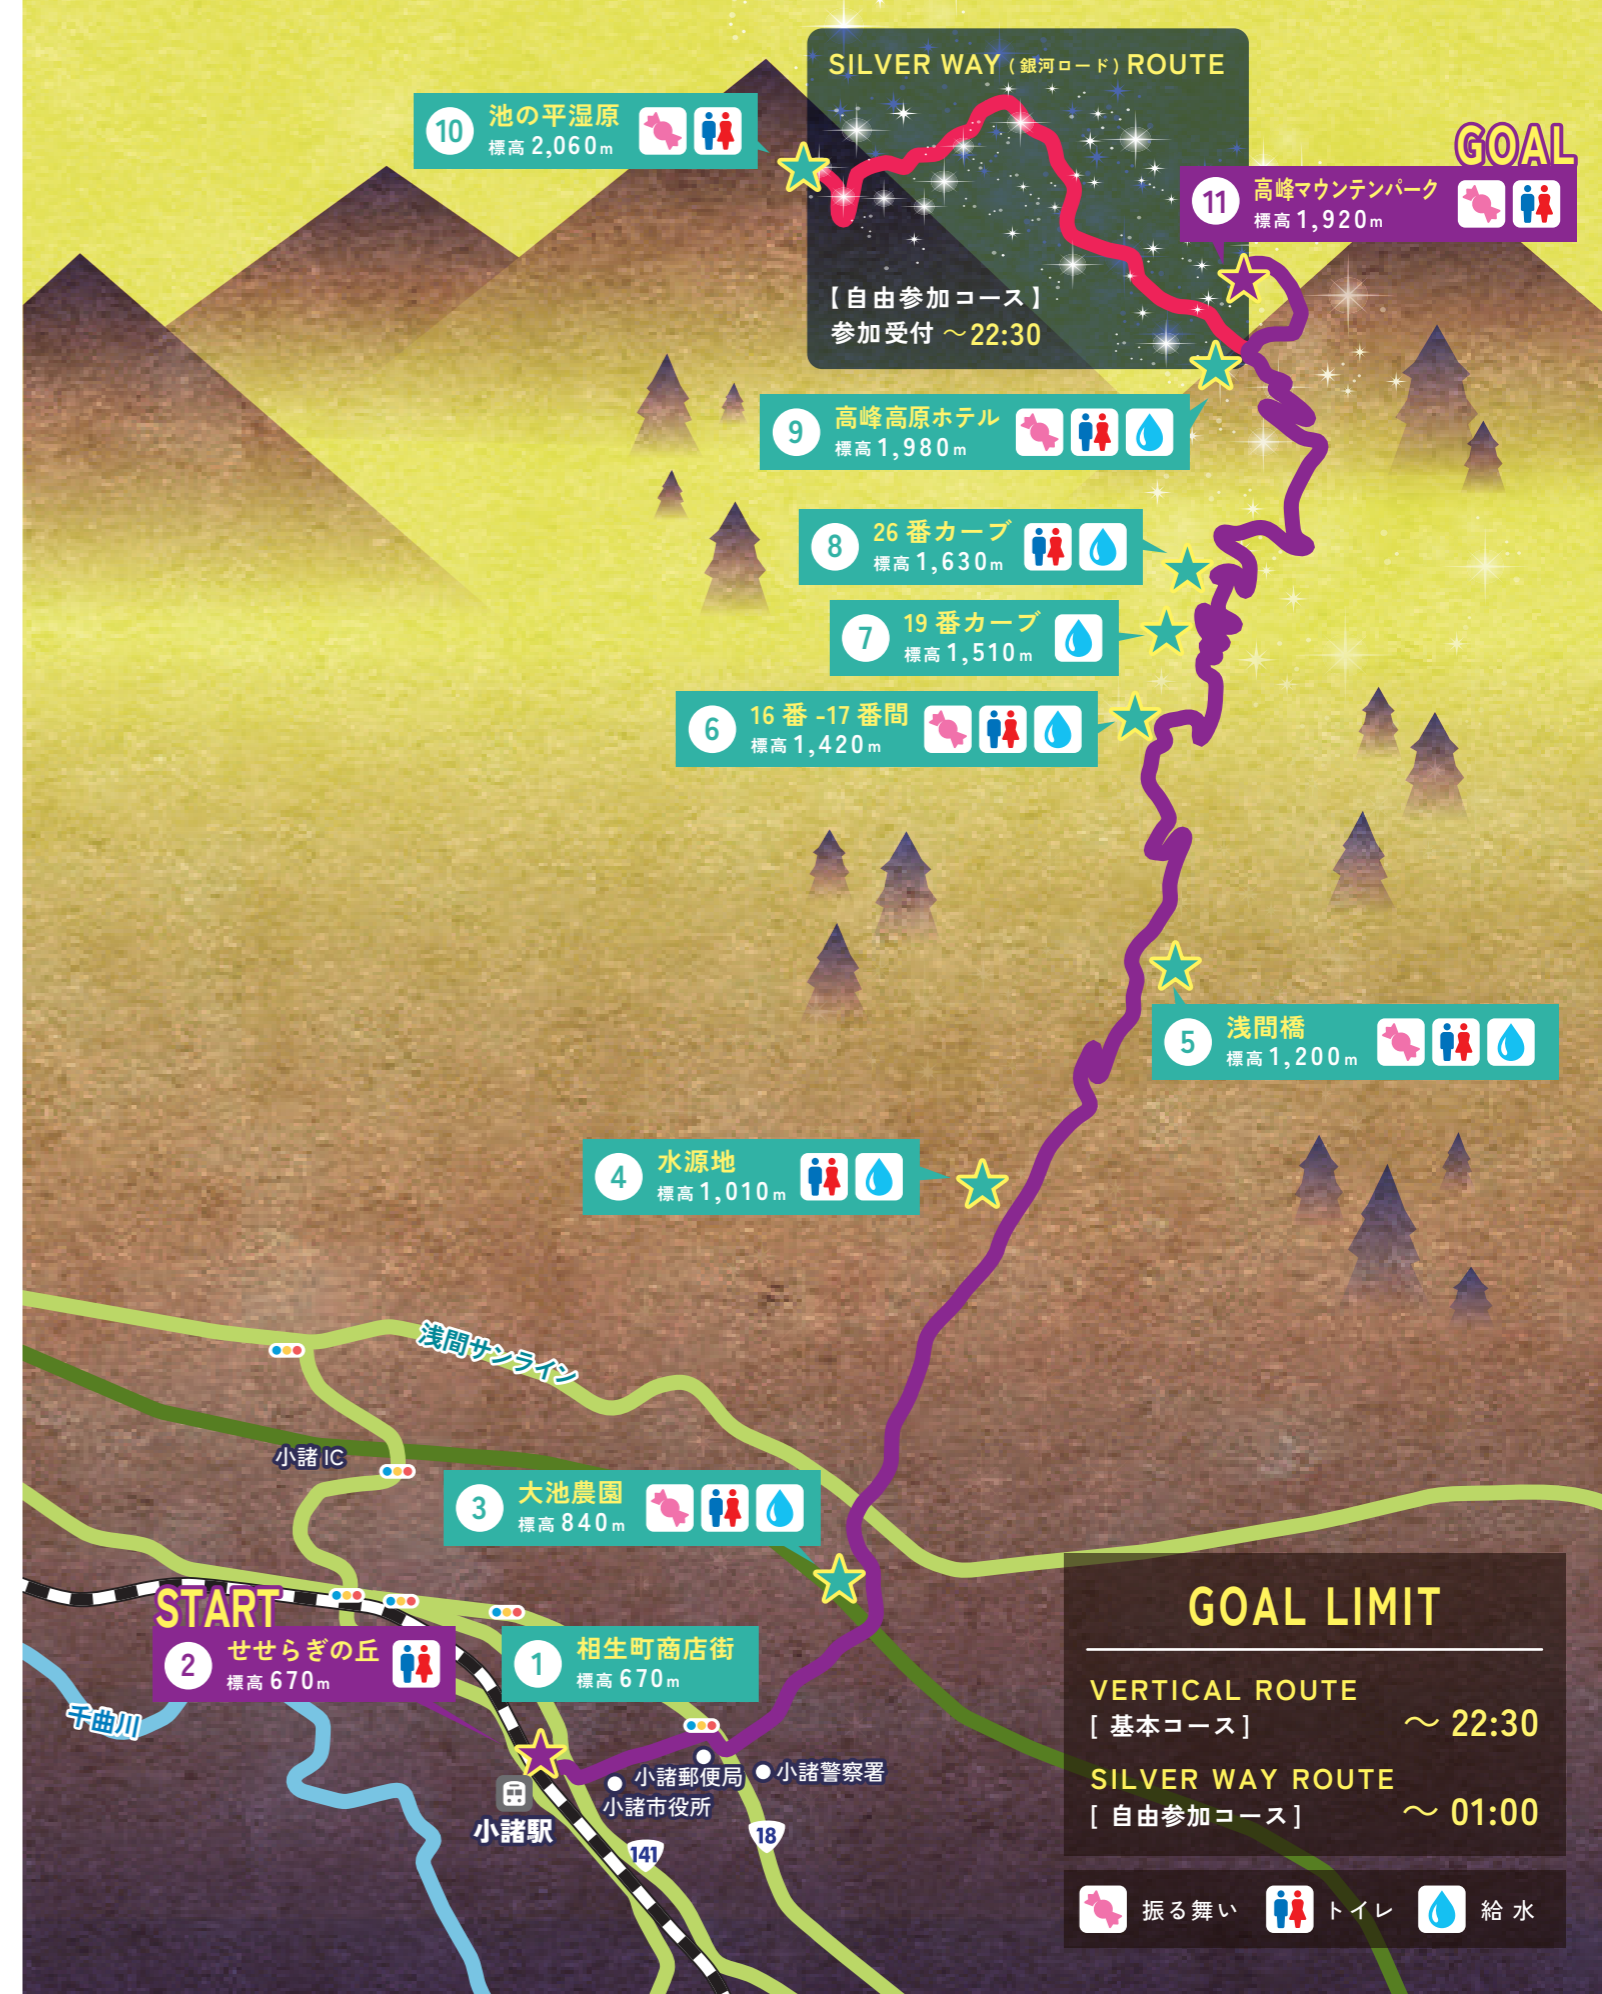 SILVER WAY (銀河ロード) ROUTE
【自由参加コース】
参加受付 ～22:30
10 池の平湿原
標高 2,060m
GOAL
11 高峰マウンテンパーク
標高 1,920m
9 高峰高原ホテル
標高 1,980m
8 26番カーブ
標高 1,630m
7 19番カーブ
標高 1,510m
6 16番-17番間
標高 1,420m
5 浅間橋
標高 1,200m
4 水源地
標高 1,010m
浅間サンライン
小諸IC
3 大池農園
標高 840m
START
2 せせらぎの丘
標高 670m
1 相生町商店街
標高 670m
千曲川
小諸郵便局
小諸警察署
小諸市役所
小諸駅
18
141
GOAL LIMIT
VERTICAL ROUTE
[ 基本コース ] ～ 22:30
SILVER WAY ROUTE
[ 自由参加コース ] ～ 01:00
振る舞い トイレ 給水